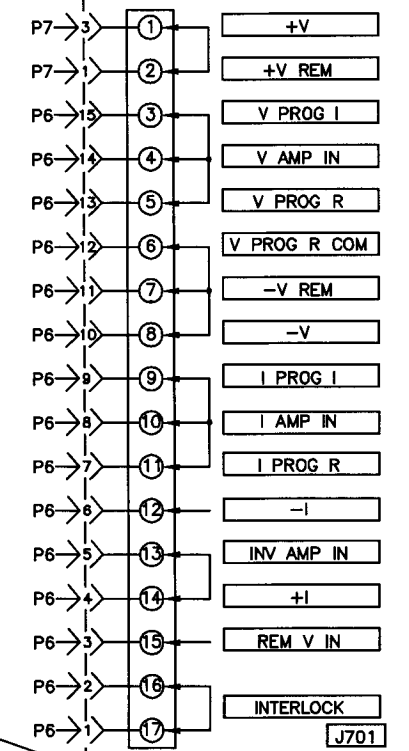 P7 3 1 +V
P7 1 2 +V REM
P6 15 3 V PROG I
P6 14 4 V AMP IN
P6 13 5 V PROG R
P6 12 6 V PROG R COM
P6 11 7 −V REM
P6 10 8 −V
P6 9 9 I PROG I
P6 8 10 I AMP IN
P6 7 11 I PROG R
P6 6 12 −I
P6 5 13 INV AMP IN
P6 4 14 +I
P6 3 15 REM V IN
P6 2 16
INTERLOCK
P6 1 17
J701